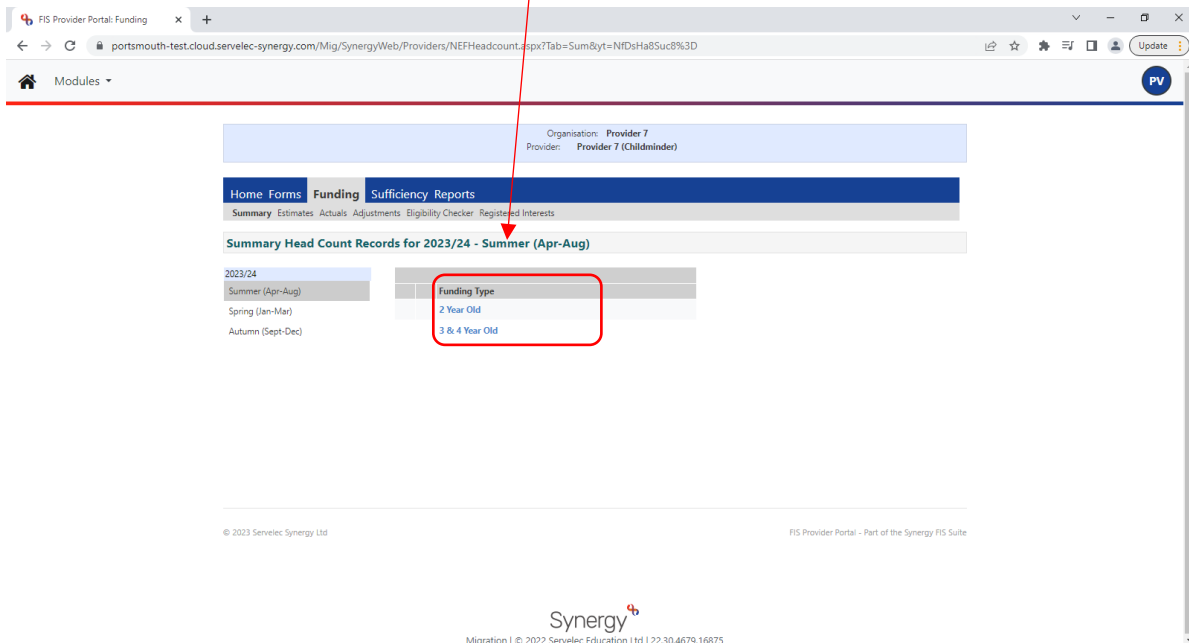 FIS Provider Portal: Funding
portsmouth-test.cloud.servelec-synergy.com/Mig/SynergyWeb/Providers/NEFHeadcount.aspx?Tab=Sum&yt=NfDsHa8Suc8%3D
Update
Modules
PV
Organisation: Provider 7
Provider: Provider 7 (Childminder)
Home Forms Funding Sufficiency Reports
Summary Estimates Actuals Adjustments Eligibility Checker Registered Interests
Summary Head Count Records for 2023/24 - Summer (Apr-Aug)
2023/24
Summer (Apr-Aug)
Spring (Jan-Mar)
Autumn (Sept-Dec)
Funding Type
2 Year Old
3 & 4 Year Old
© 2023 Servelec Synergy Ltd
FIS Provider Portal - Part of the Synergy FIS Suite
Synergy
Migration | © 2022 Servelec Education Ltd | 22.30.4679.16875